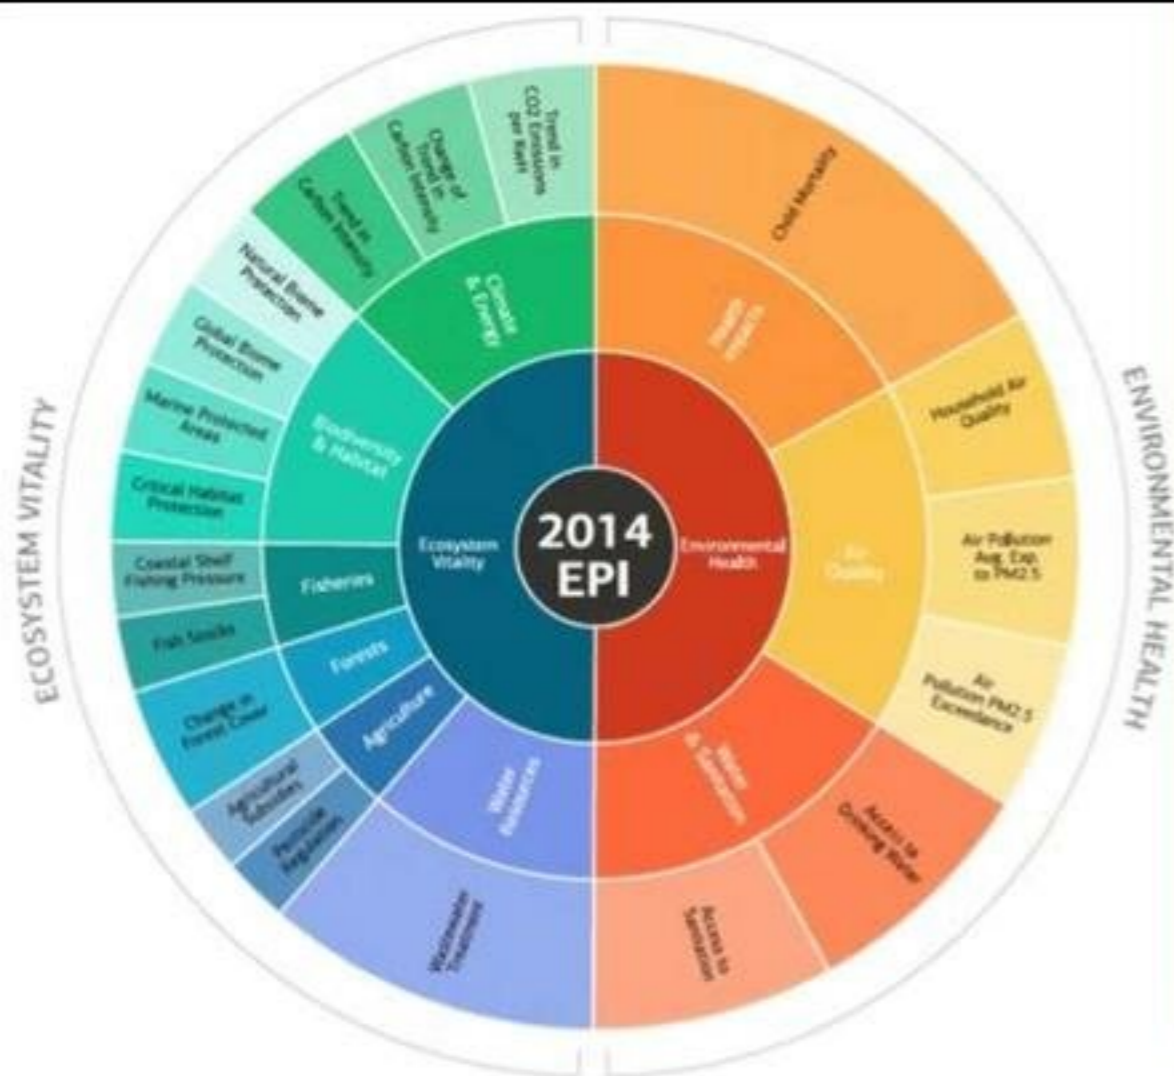 2014
EPI
Ecosystem
Vitality
Environmental
Health
ECOSYSTEM VITALITY
ENVIRONMENTAL HEALTH
Climate
& Energy
Biodiversity
& Habitat
Fisheries
Forests
Agriculture
Water
Resources
Health
Impacts
Air
Quality
Water
& Sanitation
Trend in
CO2 Emissions
per KwH
Change of
Trend in
Carbon Intensity
Trend in
Carbon Intensity
Natural Biome
Protection
Global Biome
Protection
Marine Protected
Areas
Critical Habitat
Protection
Coastal Shelf
Fishing Pressure
Fish Stocks
Change in
Forest Cover
Agricultural
Subsidies
Pesticide
Regulation
Wastewater
Treatment
Child Mortality
Household Air
Quality
Air Pollution
Avg. Exp.
to PM2.5
Air
Pollution PM2.5
Exceedance
Access to
Drinking Water
Access to
Sanitation